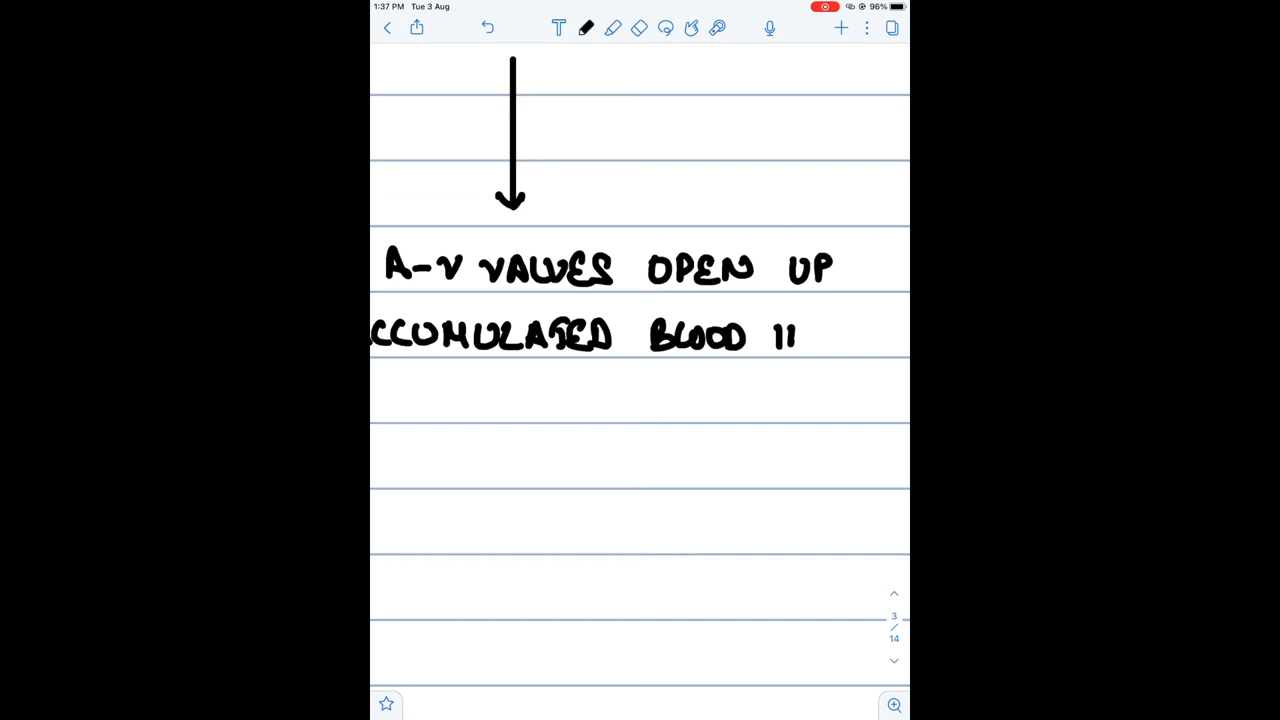 1:37 PM Tue 3 Aug
96%
T
A-V VALVES OPEN UP
CCUMULATED BLOOD
3
/
14